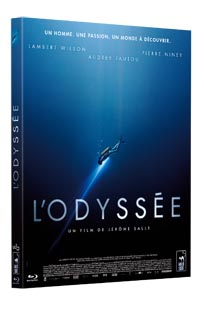 UN HOMME. UNE PASSION. UN MONDE À DÉCOUVRIR.
LAMBERT WILSON PIERRE NINEY
AUDREY TAUTOU
L'ODYSSÉE
UN FILM DE JÉRÔME SALLE
L'ODYSSÉE